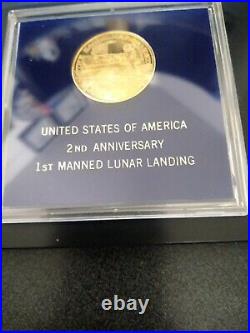 UNITED STATES OF AMERICA
2ND ANNIVERSARY
1ST MANNED LUNAR LANDING